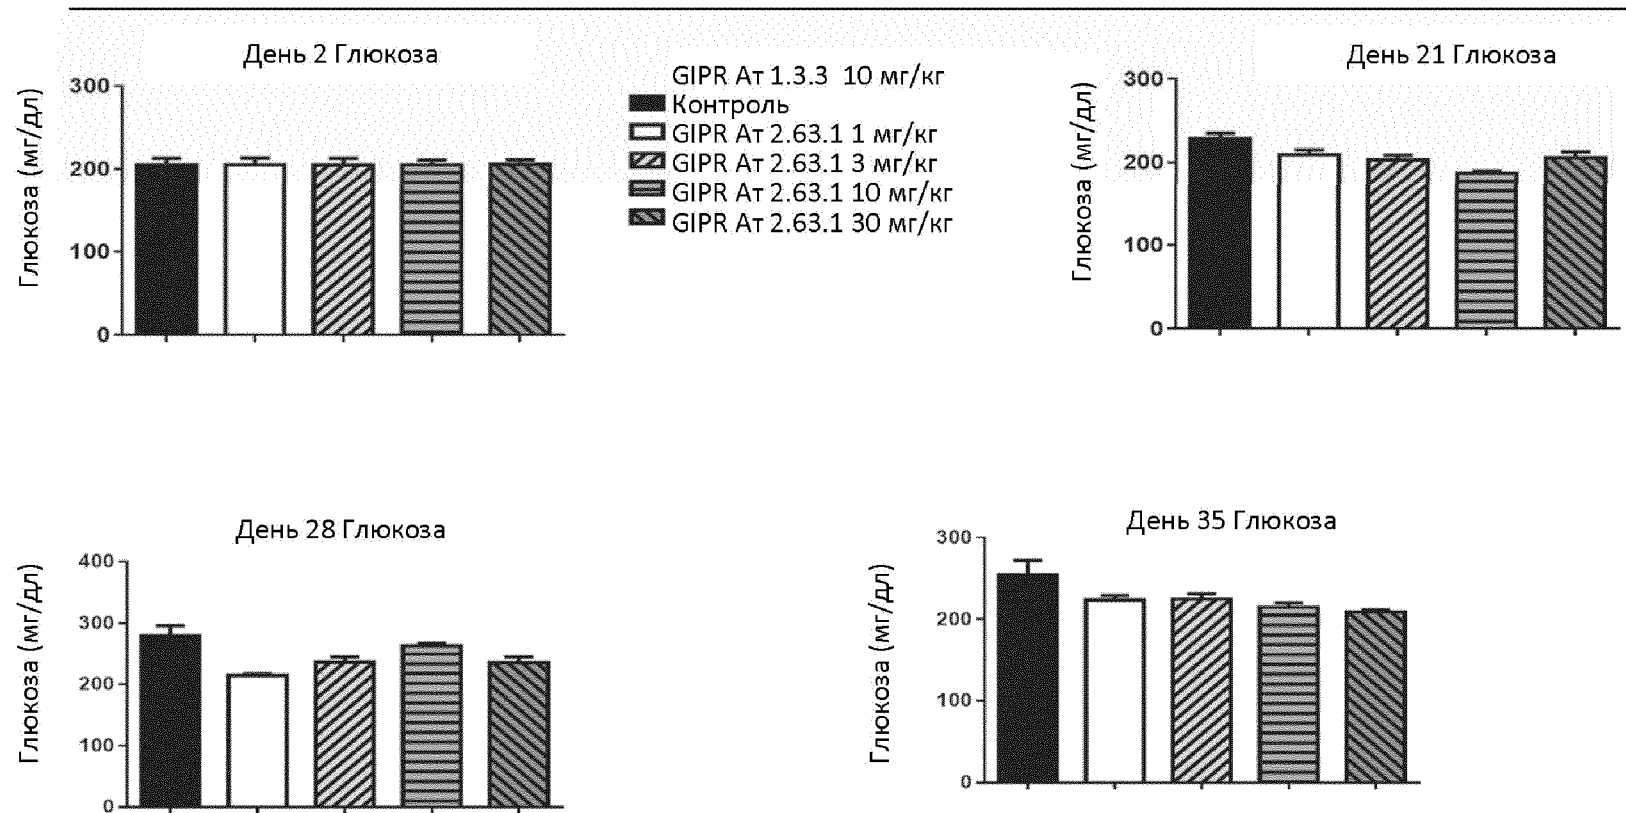 День 2 Глюкоза
Глюкоза (мг/дл)
300
200
100
0
GIPR Ат 1.3.3 10 мг/кг
Контроль
GIPR Ат 2.63.1 1 мг/кг
GIPR Ат 2.63.1 3 мг/кг
GIPR Ат 2.63.1 10 мг/кг
GIPR Ат 2.63.1 30 мг/кг
День 21 Глюкоза
Глюкоза (мг/дл)
300
200
100
0
День 28 Глюкоза
Глюкоза (мг/дл)
400
300
200
100
0
День 35 Глюкоза
Глюкоза (мг/дл)
300
200
100
0